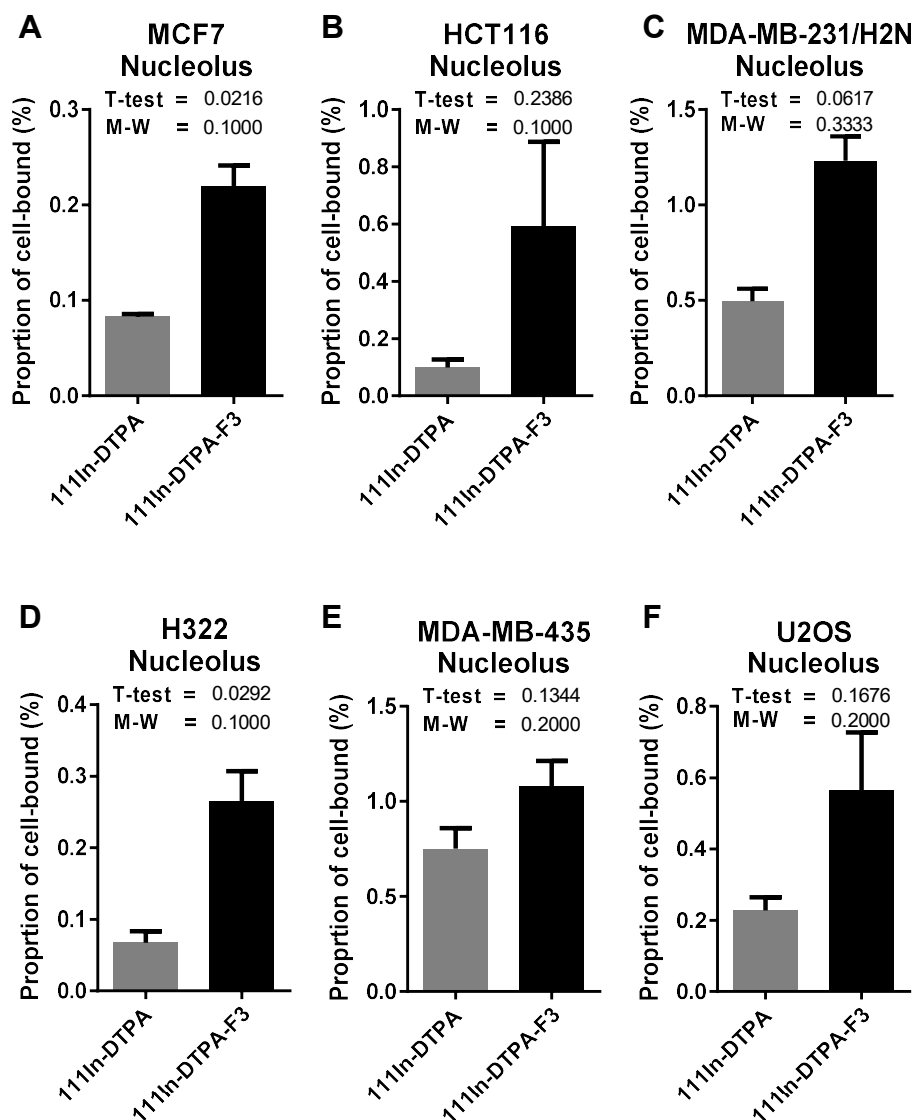 A
MCF7
Nucleolus
T-test = 0.0216
M-W = 0.1000
Proprtion of cell-bound (%)
0.3
0.2
0.1
0.0
111In-DTPA
111In-DTPA-F3
B
HCT116
Nucleolus
T-test = 0.2386
M-W = 0.1000
Proprtion of cell-bound (%)
1.0
0.8
0.6
0.4
0.2
0.0
111In-DTPA
111In-DTPA-F3
C
MDA-MB-231/H2N
Nucleolus
T-test = 0.0617
M-W = 0.3333
Proprtion of cell-bound (%)
1.5
1.0
0.5
0.0
111In-DTPA
111In-DTPA-F3
D
H322
Nucleolus
T-test = 0.0292
M-W = 0.1000
Proprtion of cell-bound (%)
0.4
0.3
0.2
0.1
0.0
111In-DTPA
111In-DTPA-F3
E
MDA-MB-435
Nucleolus
T-test = 0.1344
M-W = 0.2000
Proprtion of cell-bound (%)
1.5
1.0
0.5
0.0
111In-DTPA
111In-DTPA-F3
F
U2OS
Nucleolus
T-test = 0.1676
M-W = 0.2000
Proprtion of cell-bound (%)
0.8
0.6
0.4
0.2
0.0
111In-DTPA
111In-DTPA-F3